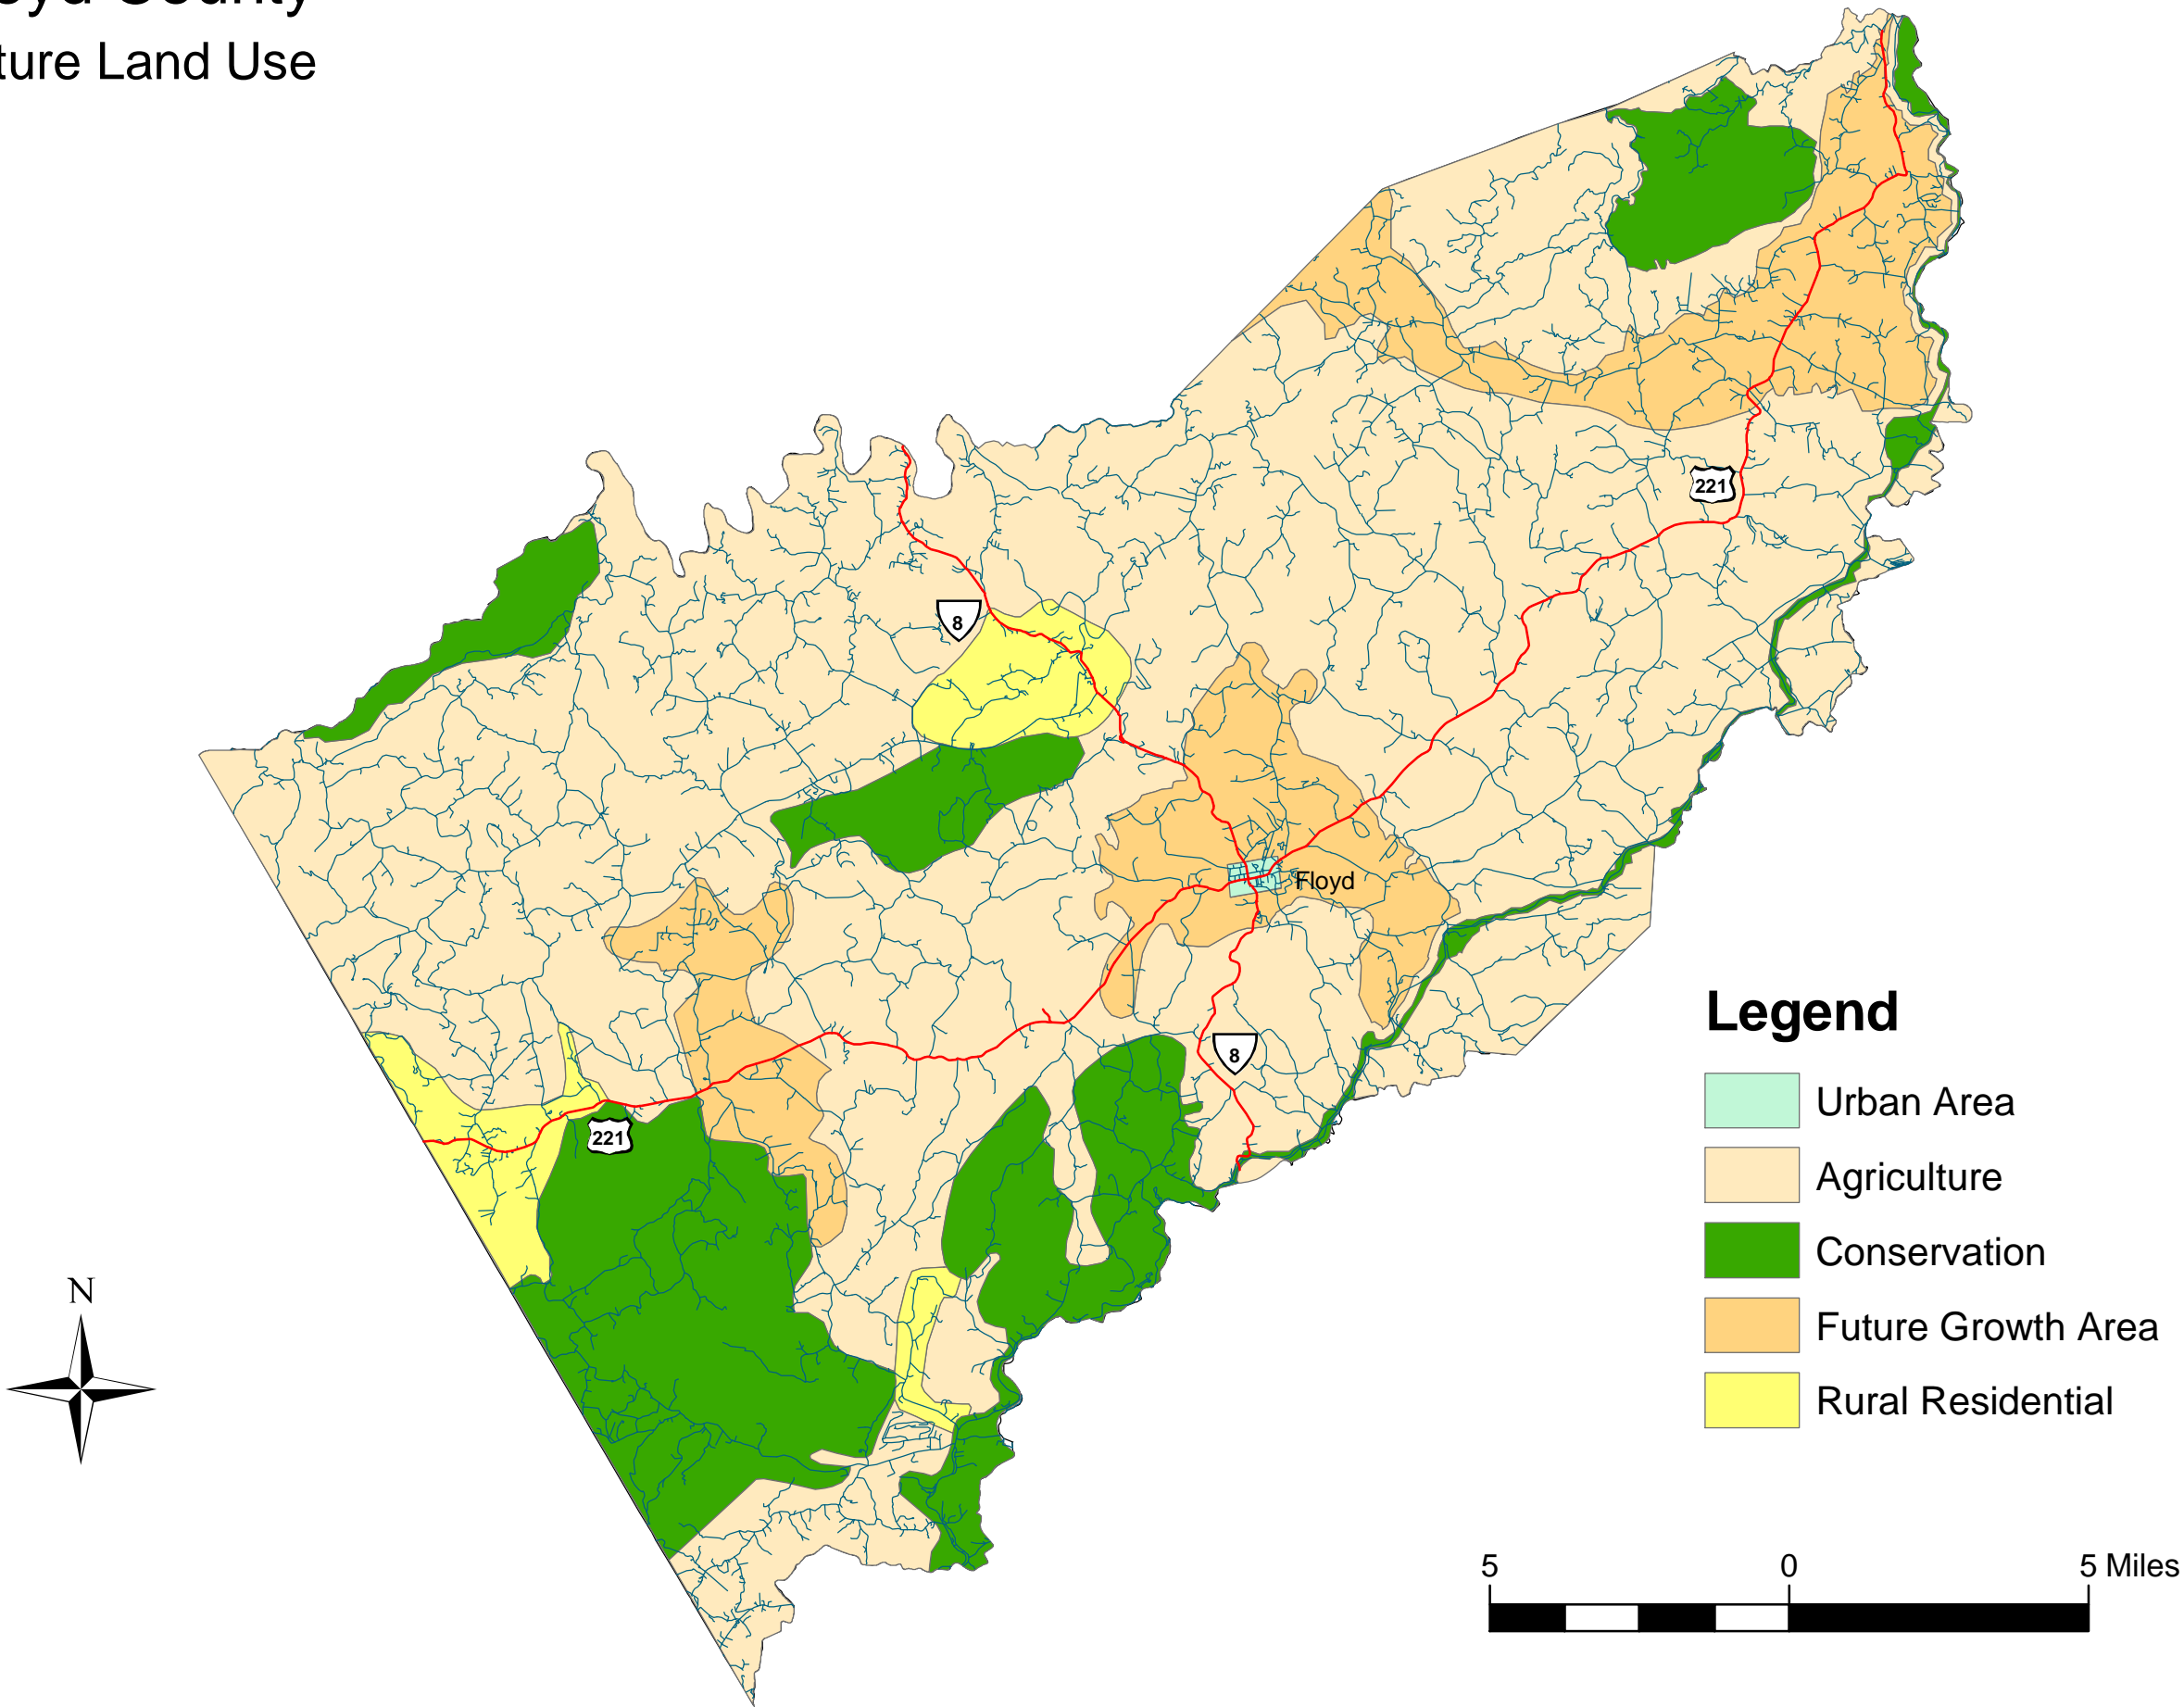 ture Land Use
221
8
Floyd
8
221
Legend
Urban Area
Agriculture
Conservation
Future Growth Area
Rural Residential
N
5 0 5 Miles